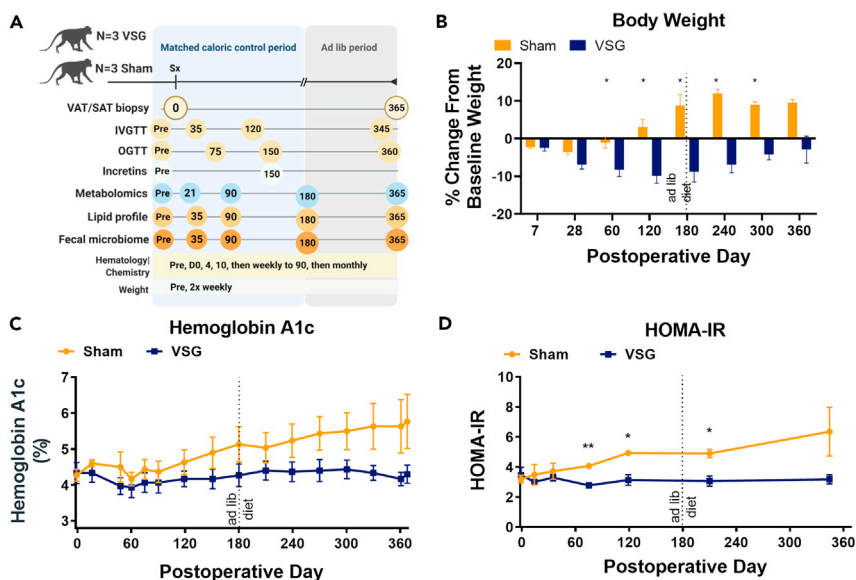 A
N=3 VSG
N=3 Sham
Sx
Matched caloric control period
Ad lib period
VAT/SAT biopsy 0 365
IVGTT Pre 35 120 345
OGTT Pre 75 150 360
Incretins Pre 150
Metabolomics Pre 21 90 180 365
Lipid profile Pre 35 90 180 365
Fecal microbiome Pre 35 90 180 365
Hematology|
Chemistry
Pre, D0, 4, 10, then weekly to 90, then monthly
Weight Pre, 2x weekly
B
Body Weight
Sham VSG
% Change From
Baseline Weight
20
10
0
-10
-20
* * * * *
ad lib
diet
7 28 60 120 180 240 300 360
Postoperative Day
C
Hemoglobin A1c
Sham VSG
Hemoglobin A1c
(%)
7
6
5
4
3
ad lib
diet
0 60 120 180 240 300 360
Postoperative Day
D
HOMA-IR
Sham VSG
HOMA-IR
10
8
6
4
2
0
** * *
ad lib
diet
0 60 120 180 240 300 360
Postoperative Day